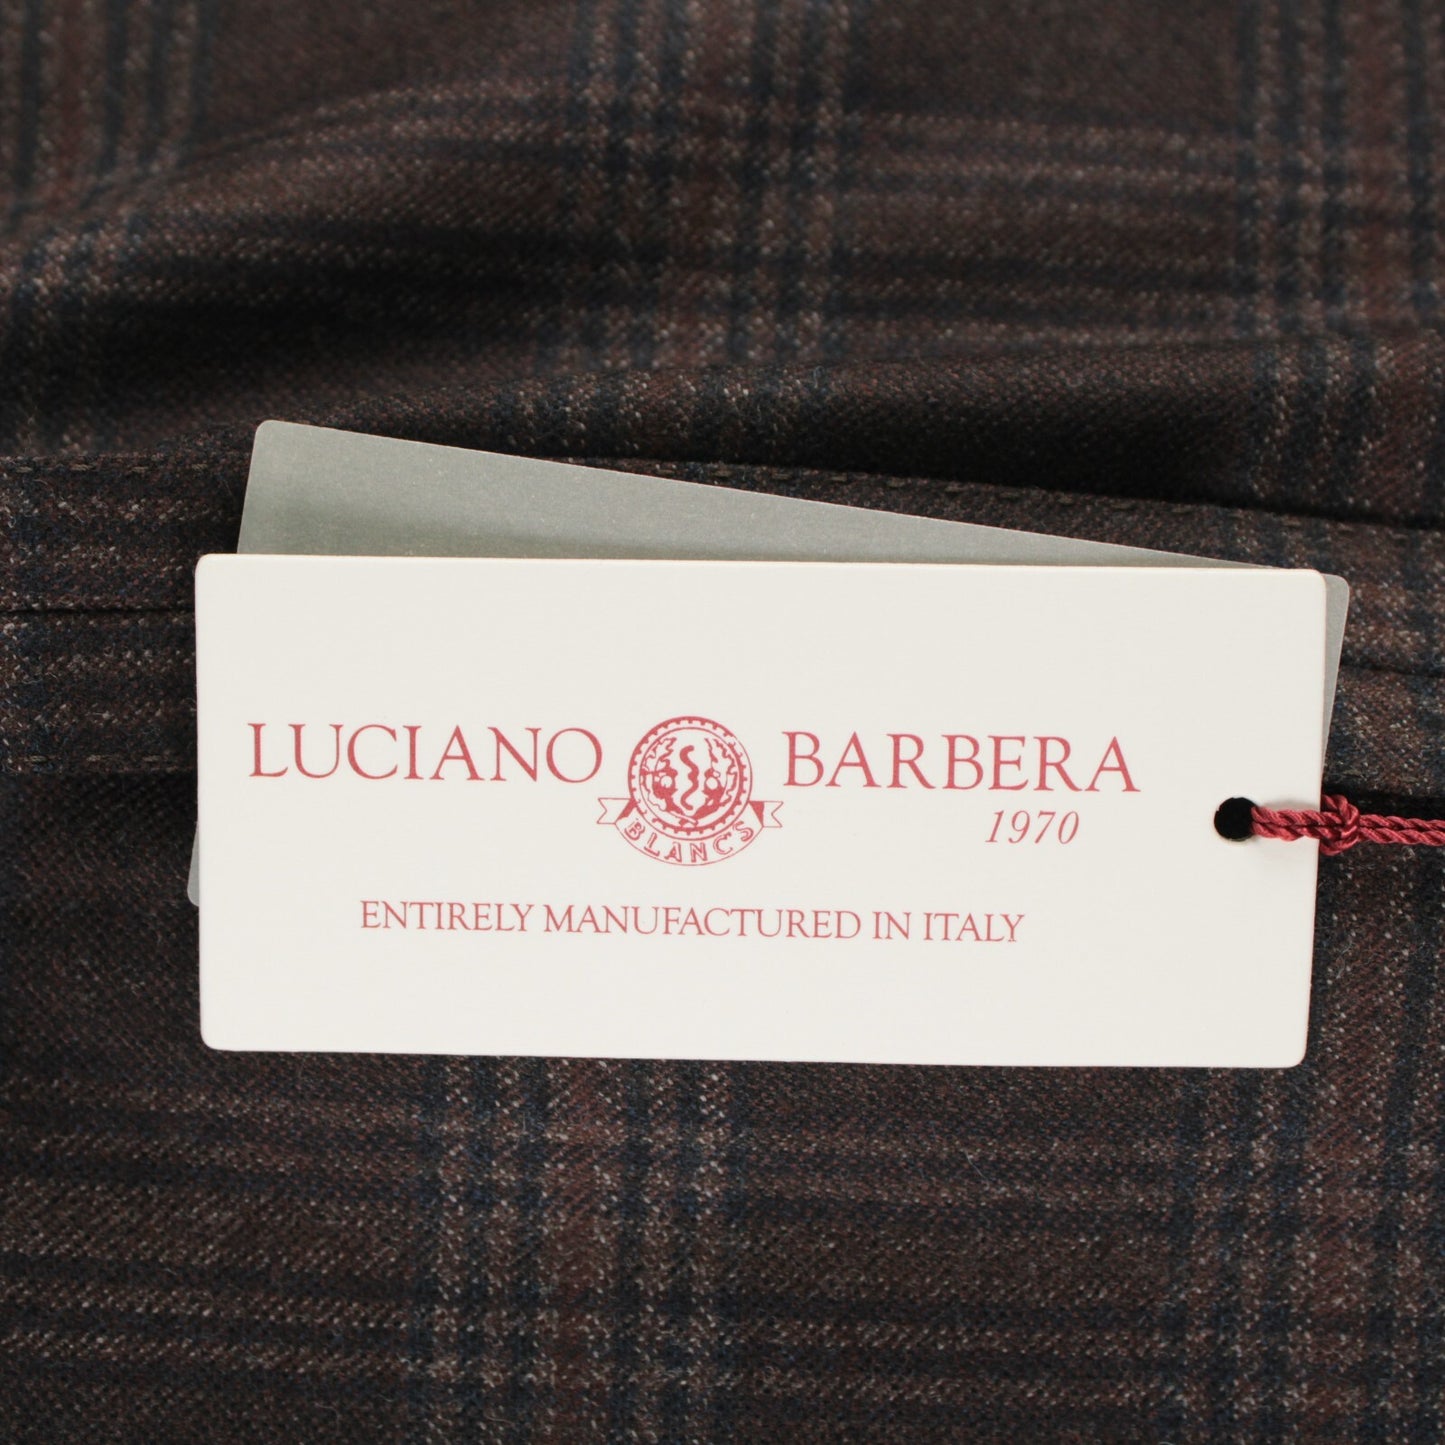 LUCIANO BARBERA
1970
BLANC'S
ENTIRELY MANUFACTURED IN ITALY